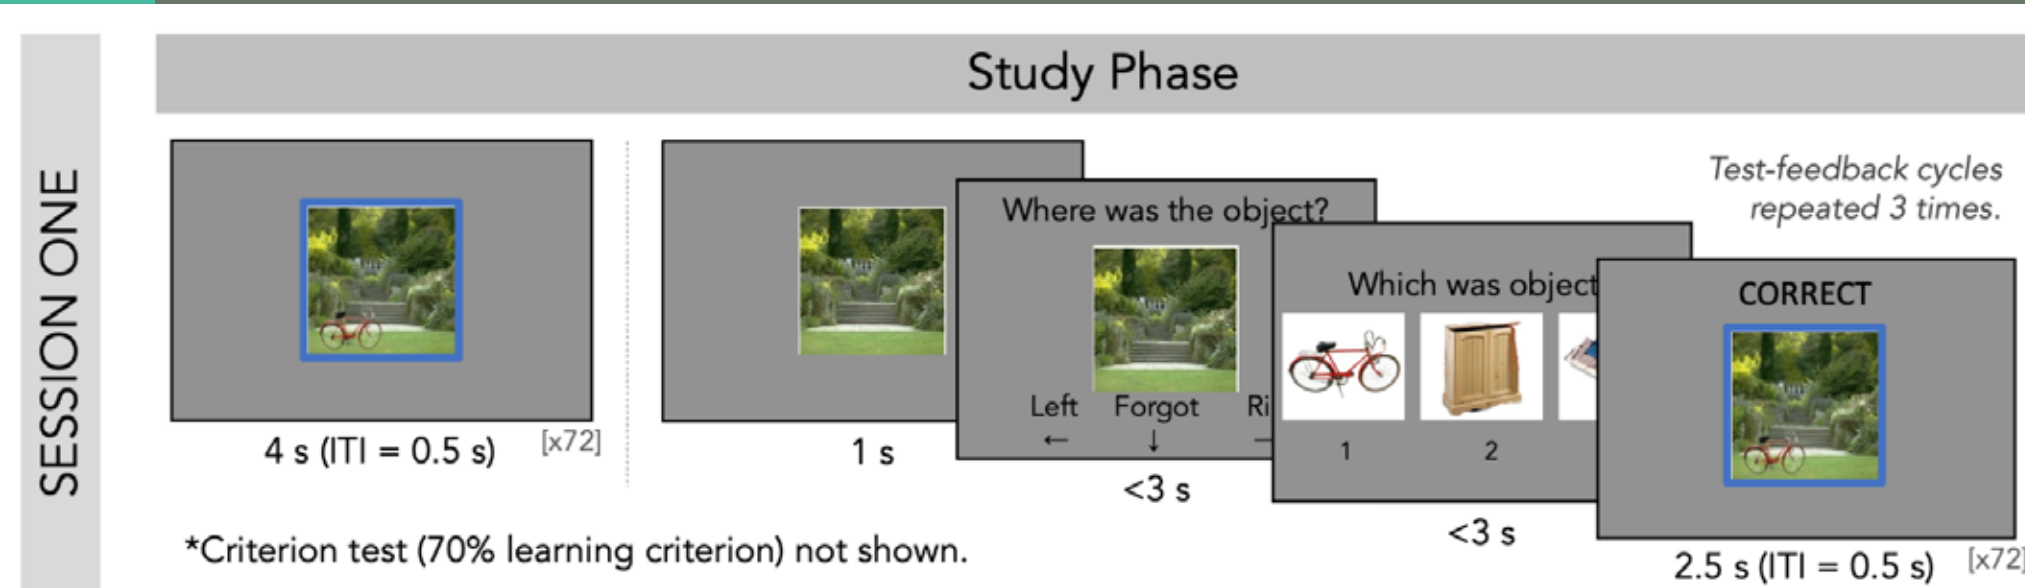 Study Phase
SESSION ONE
4 s (ITI = 0.5 s)
[x72]
1 s
Where was the object?
Left Forgot Ri
← ↓ –
<3 s
Which was object
1 2
<3 s
Test-feedback cycles
repeated 3 times.
CORRECT
2.5 s (ITI = 0.5 s)
[x72]
*Criterion test (70% learning criterion) not shown.